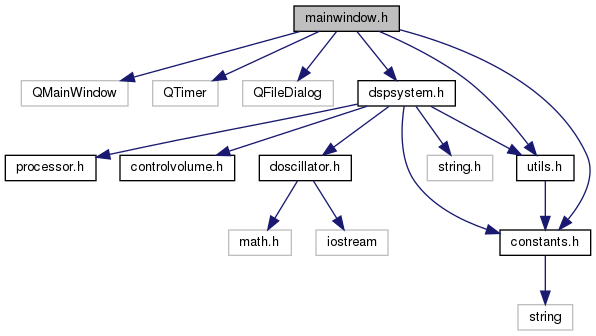 mainwindow.h
QMainWindow
QTimer
QFileDialog
dspsystem.h
processor.h
controlvolume.h
doscillator.h
string.h
utils.h
math.h
iostream
constants.h
string